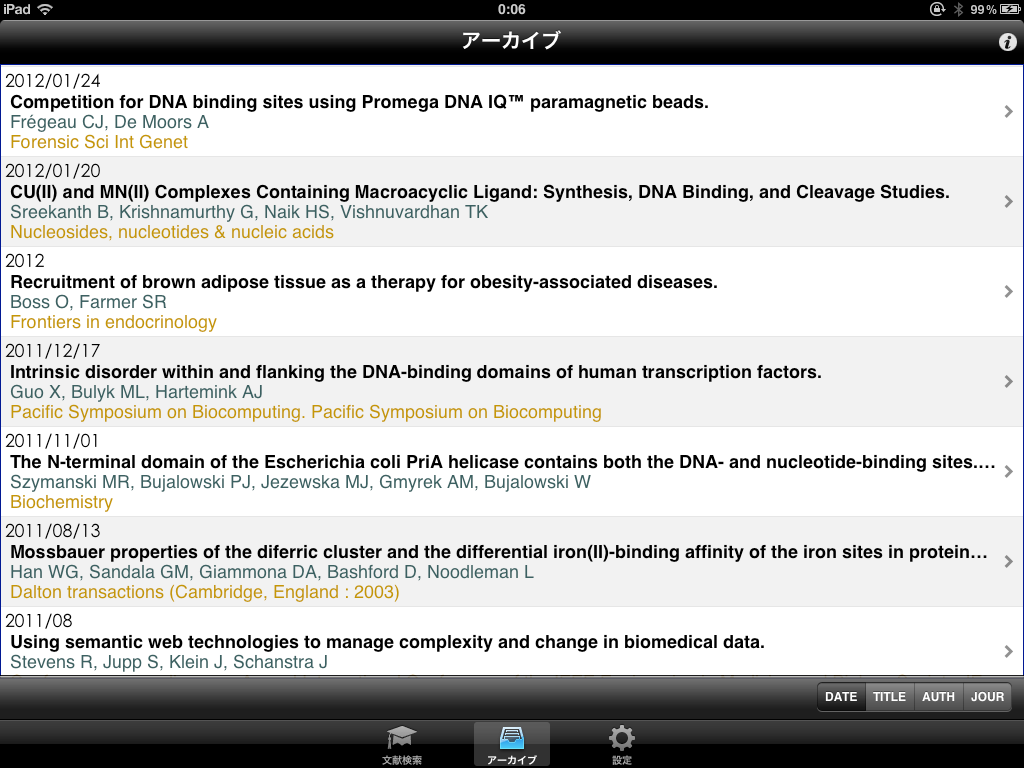 iPad 0:06 99%
アーカイブ
2012/01/24
Competition for DNA binding sites using Promega DNA IQ™ paramagnetic beads.
Frégeau CJ, De Moors A
Forensic Sci Int Genet
2012/01/20
CU(II) and MN(II) Complexes Containing Macroacyclic Ligand: Synthesis, DNA Binding, and Cleavage Studies.
Sreekanth B, Krishnamurthy G, Naik HS, Vishnuvardhan TK
Nucleosides, nucleotides & nucleic acids
2012
Recruitment of brown adipose tissue as a therapy for obesity-associated diseases.
Boss O, Farmer SR
Frontiers in endocrinology
2011/12/17
Intrinsic disorder within and flanking the DNA-binding domains of human transcription factors.
Guo X, Bulyk ML, Hartemink AJ
Pacific Symposium on Biocomputing. Pacific Symposium on Biocomputing
2011/11/01
The N-terminal domain of the Escherichia coli PriA helicase contains both the DNA- and nucleotide-binding sites....
Szymanski MR, Bujalowski PJ, Jezewska MJ, Gmyrek AM, Bujalowski W
Biochemistry
2011/08/13
Mossbauer properties of the diferric cluster and the differential iron(II)-binding affinity of the iron sites in protein...
Han WG, Sandala GM, Giammona DA, Bashford D, Noodleman L
Dalton transactions (Cambridge, England : 2003)
2011/08
Using semantic web technologies to manage complexity and change in biomedical data.
Stevens R, Jupp S, Klein J, Schanstra J
DATE TITLE AUTH JOUR
文献検索 アーカイブ 設定